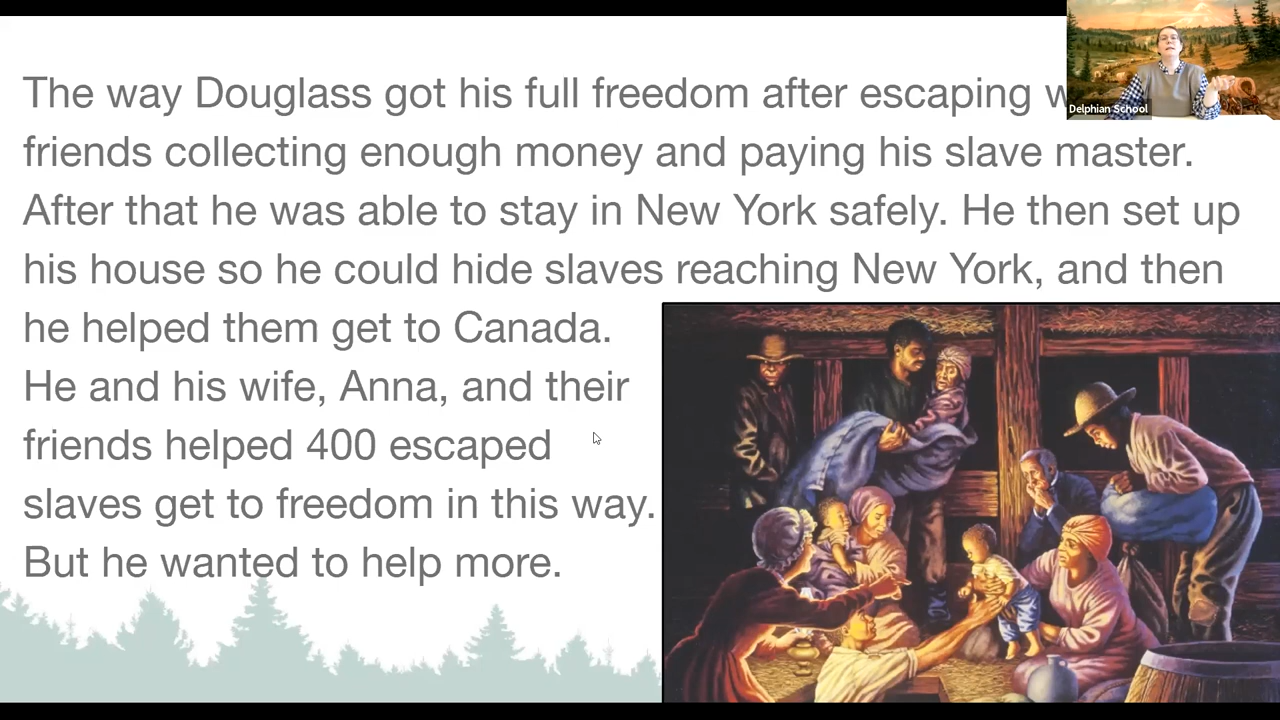 The way Douglass got his full freedom after escaping
friends collecting enough money and paying his slave master.
After that he was able to stay in New York safely. He then set up
his house so he could hide slaves reaching New York, and then
he helped them get to Canada.
He and his wife, Anna, and their
friends helped 400 escaped
slaves get to freedom in this way.
But he wanted to help more.
Delphian School